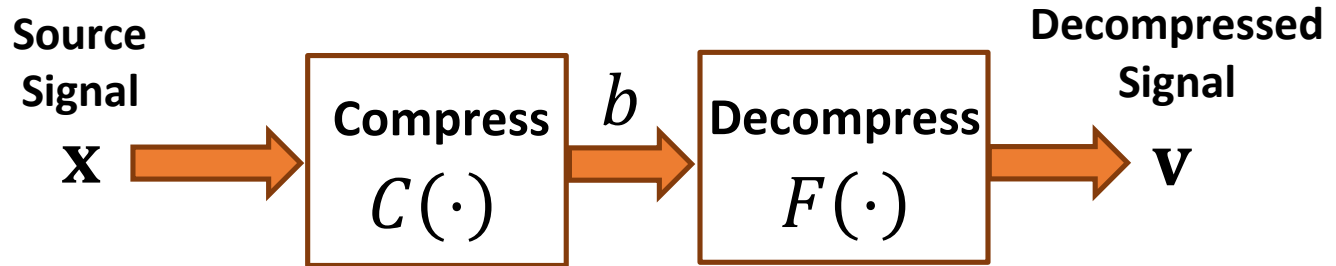 Source
Signal
x
Compress
C(·)
b
Decompress
F(·)
Decompressed
Signal
v